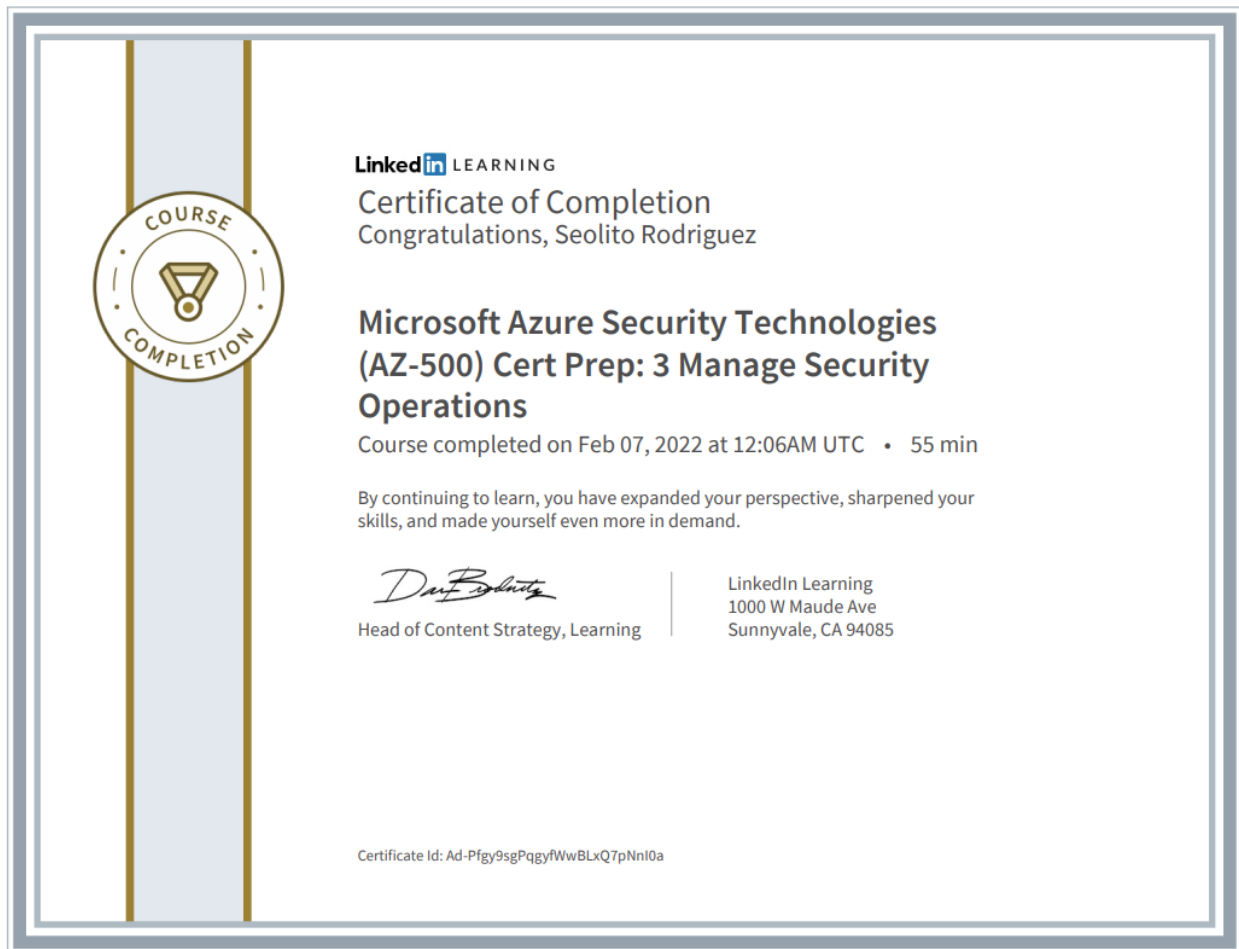 LinkedIn LEARNING
Certificate of Completion
Congratulations, Seolito Rodriguez
COURSE
COMPLETION
Microsoft Azure Security Technologies
(AZ-500) Cert Prep: 3 Manage Security
Operations
Course completed on Feb 07, 2022 at 12:06AM UTC • 55 min
By continuing to learn, you have expanded your perspective, sharpened your
skills, and made yourself even more in demand.
Head of Content Strategy, Learning
LinkedIn Learning
1000 W Maude Ave
Sunnyvale, CA 94085
Certificate Id: Ad-Pfgy9sgPqgyfWwBLxQ7pNnI0a